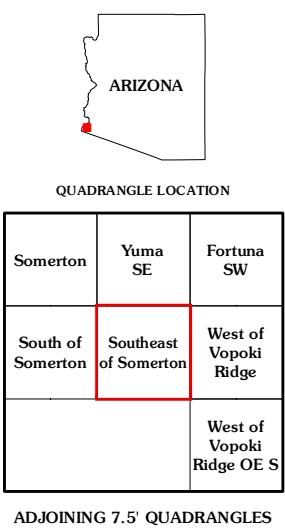 ARIZONA
QUADRANGLE LOCATION
Somerton
Yuma
SE
Fortuna
SW
South of
Somerton
Southeast
of Somerton
West of
Vopoki
Ridge
West of
Vopoki
Ridge OE S
ADJOINING 7.5' QUADRANGLES